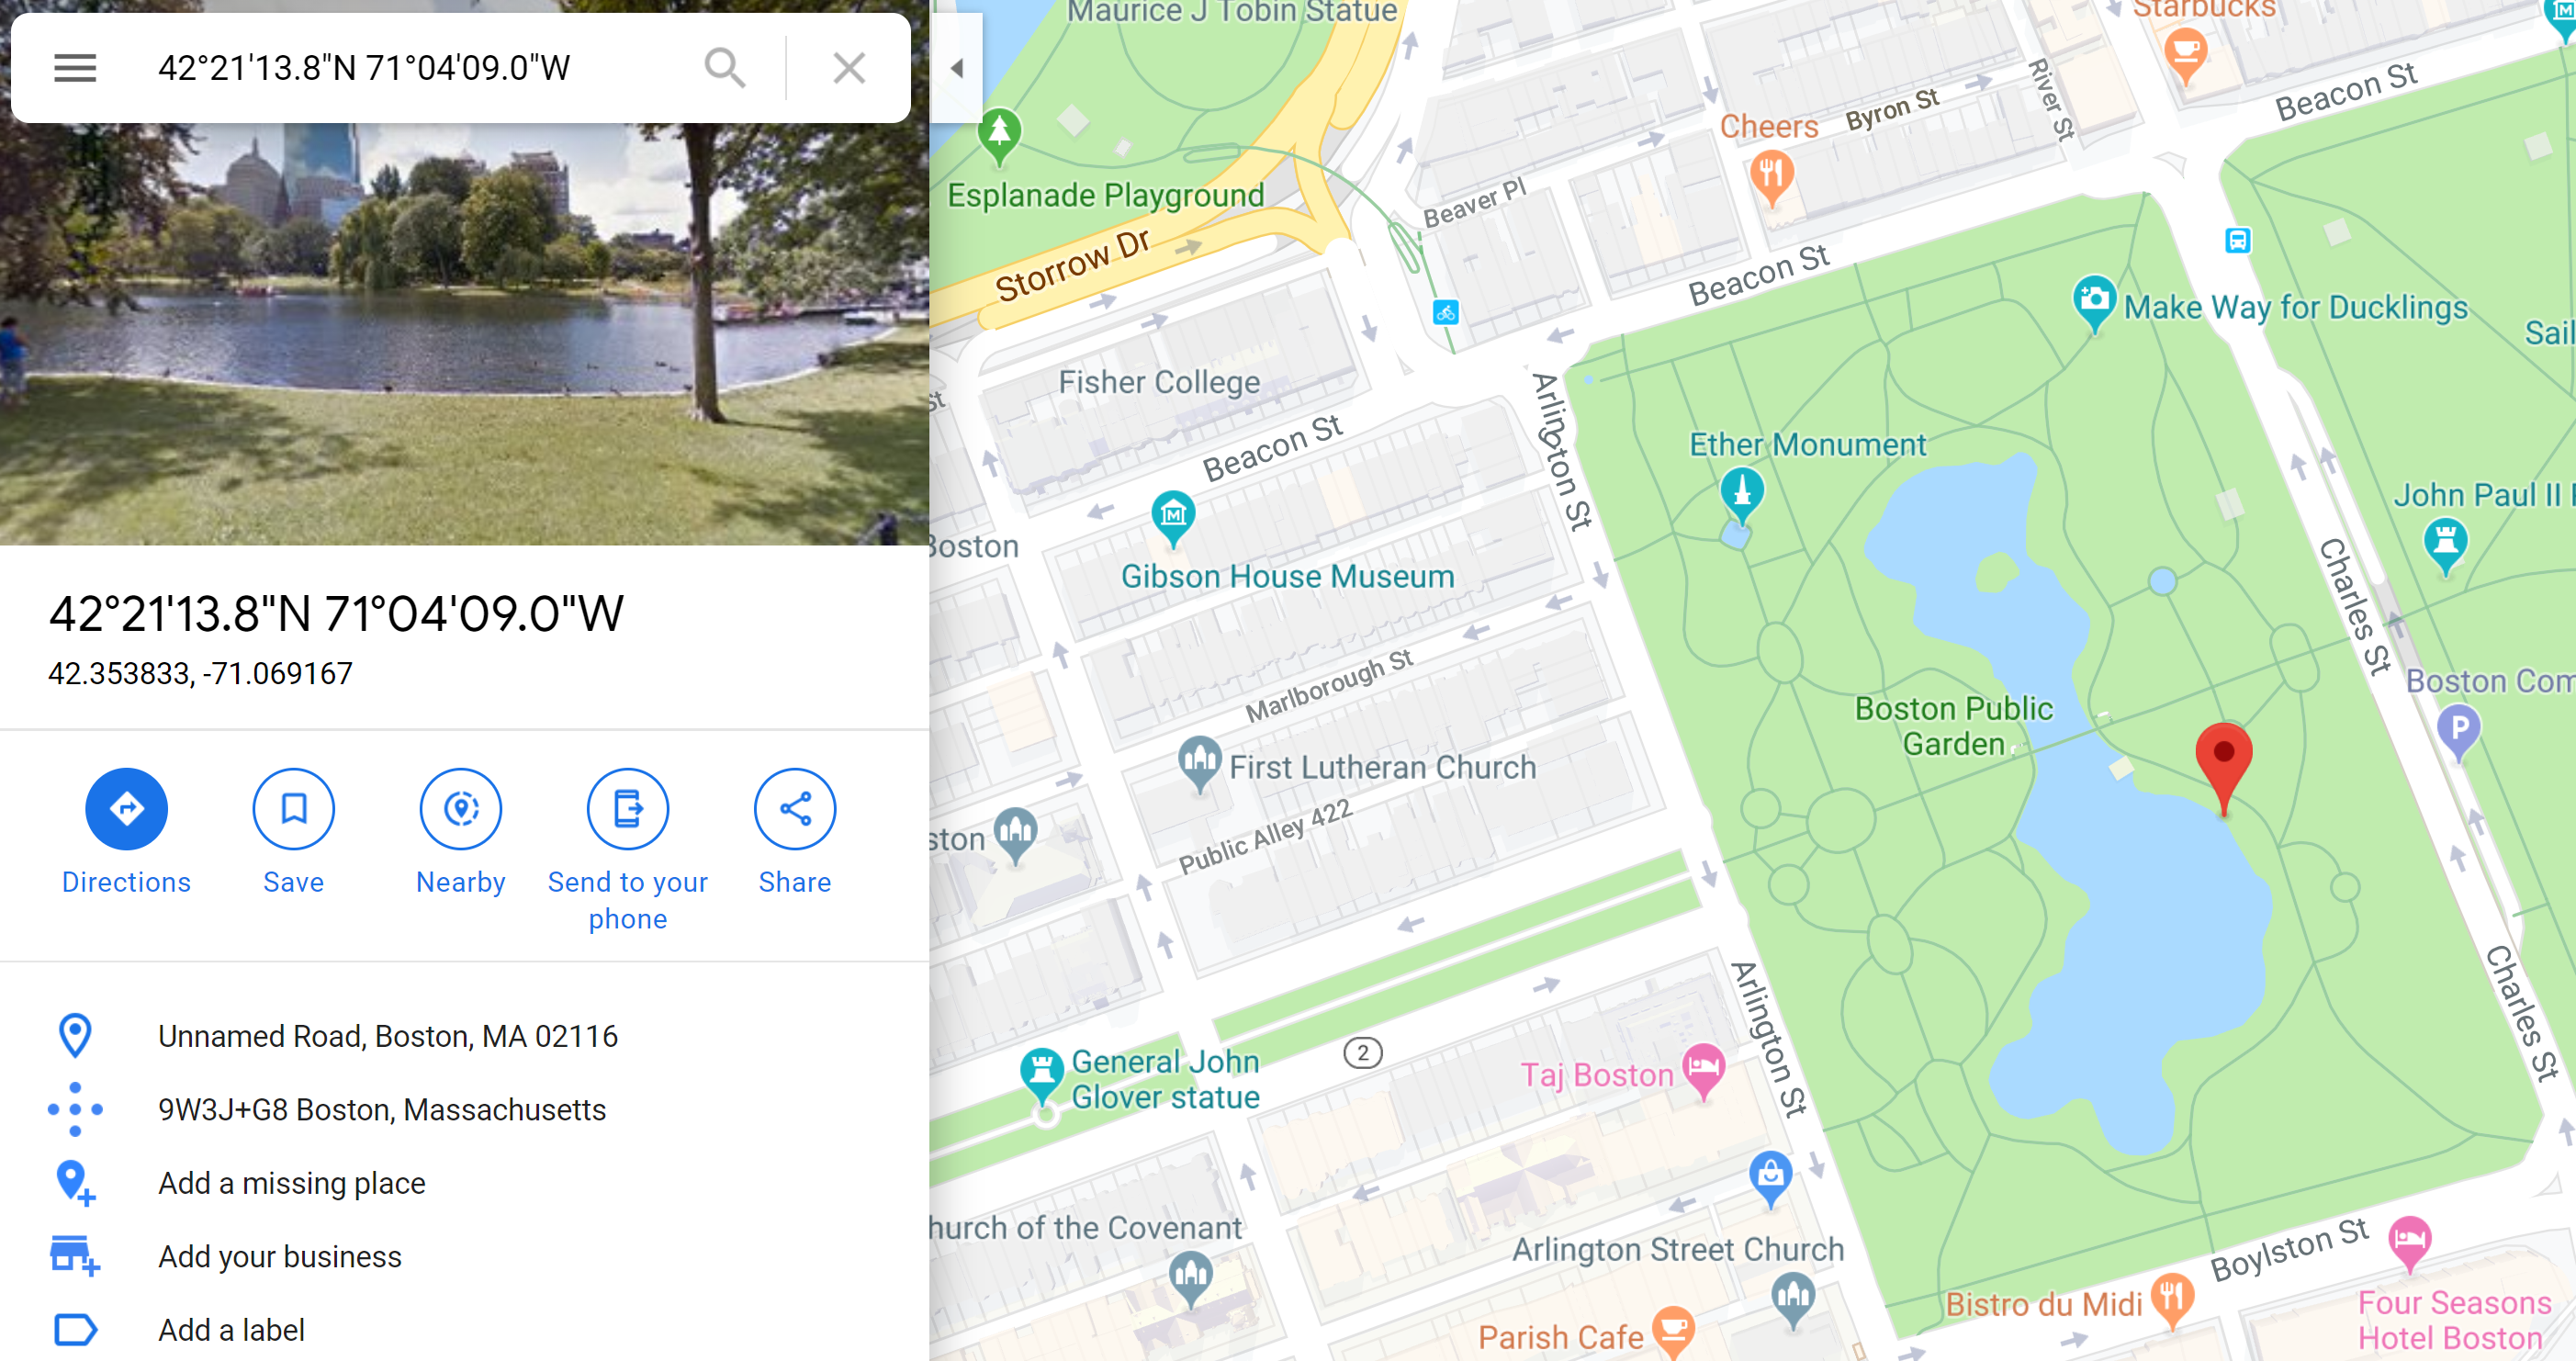 42°21'13.8"N 71°04'09.0"W
42°21'13.8"N 71°04'09.0"W
42.353833, -71.069167
Directions
Save
Nearby
Send to your
phone
Share
Unnamed Road, Boston, MA 02116
9W3J+G8 Boston, Massachusetts
Add a missing place
Add your business
Add a label
Maurice J Tobin Statue
Starbucks
Beacon St
River St
Byron St
Cheers
Esplanade Playground
Beaver Pl
Storrow Dr
Beacon St
Make Way for Ducklings
Sail
Fisher College
St
Arlington St
Beacon St
Ether Monument
John Paul II
Boston
Gibson House Museum
Charles St
Marlborough St
Boston Com
Boston Public
Garden
P
First Lutheran Church
Public Alley 422
ston
Arlington St
Charles St
General John
Glover statue
2
Taj Boston
hurch of the Covenant
Arlington Street Church
Boylston St
Bistro du Midi
Four Seasons
Hotel Boston
Parish Cafe